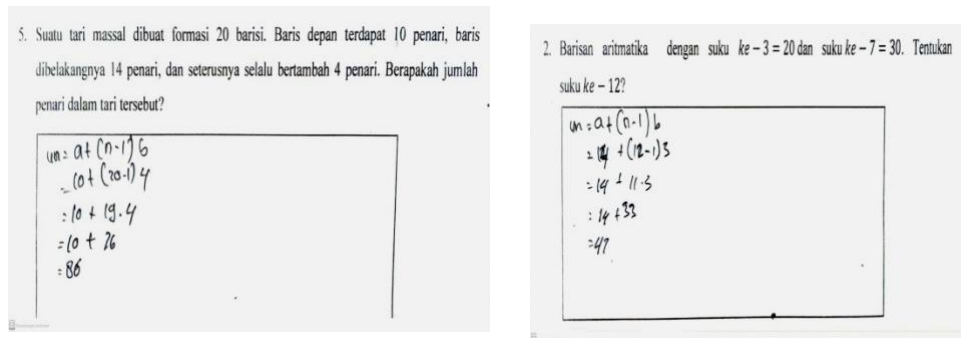 5. Suatu tari massal dibuat formasi 20 barisi. Baris depan terdapat 10 penari, baris
dibelakangnya 14 penari, dan seterusnya selalu bertambah 4 penari. Berapakah jumlah
penari dalam tari tersebut?
un = a+ (n-1) b
= 10+ (20-1) 4
= 10 + 19.4
= 10 + 76
= 86
2. Barisan aritmatika dengan suku ke – 3 = 20 dan suku ke – 7 = 30. Tentukan
suku ke – 12?
un = a+ (n-1) b
= 14 + (12-1) 3
= 14 + 11.3
= 14 + 33
= 47